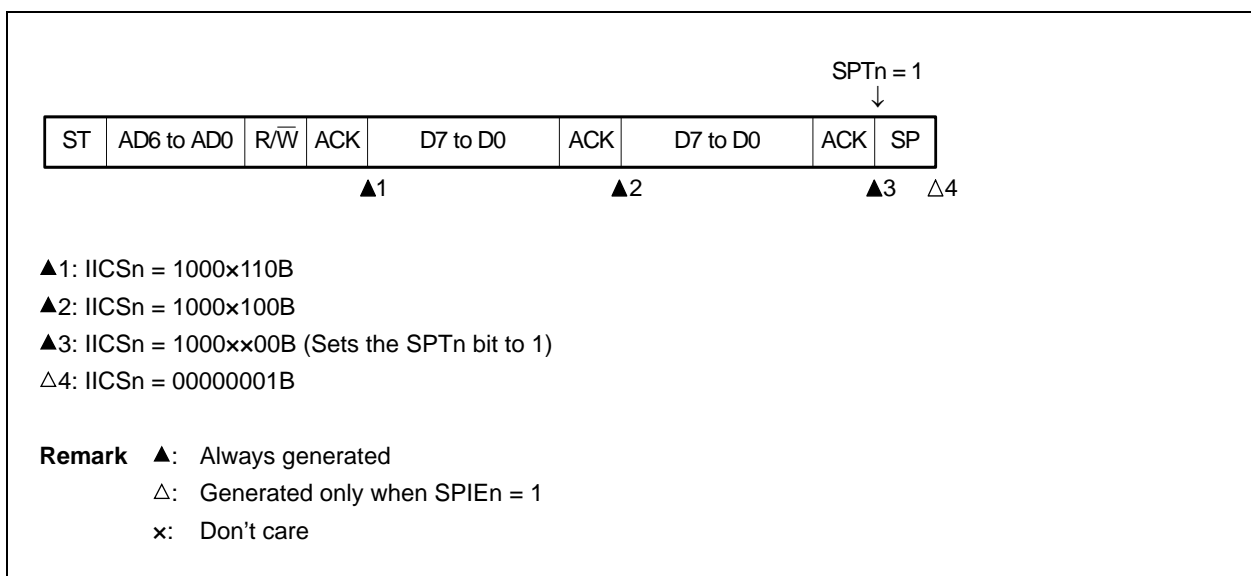 SPTn = 1
↓
ST AD6 to AD0 R/W̅ ACK D7 to D0 ACK D7 to D0 ACK SP
▲1 ▲2 ▲3 △4
▲1: IICSn = 1000×110B
▲2: IICSn = 1000×100B
▲3: IICSn = 1000××00B (Sets the SPTn bit to 1)
△4: IICSn = 00000001B
Remark ▲: Always generated
△: Generated only when SPIEn = 1
×: Don't care